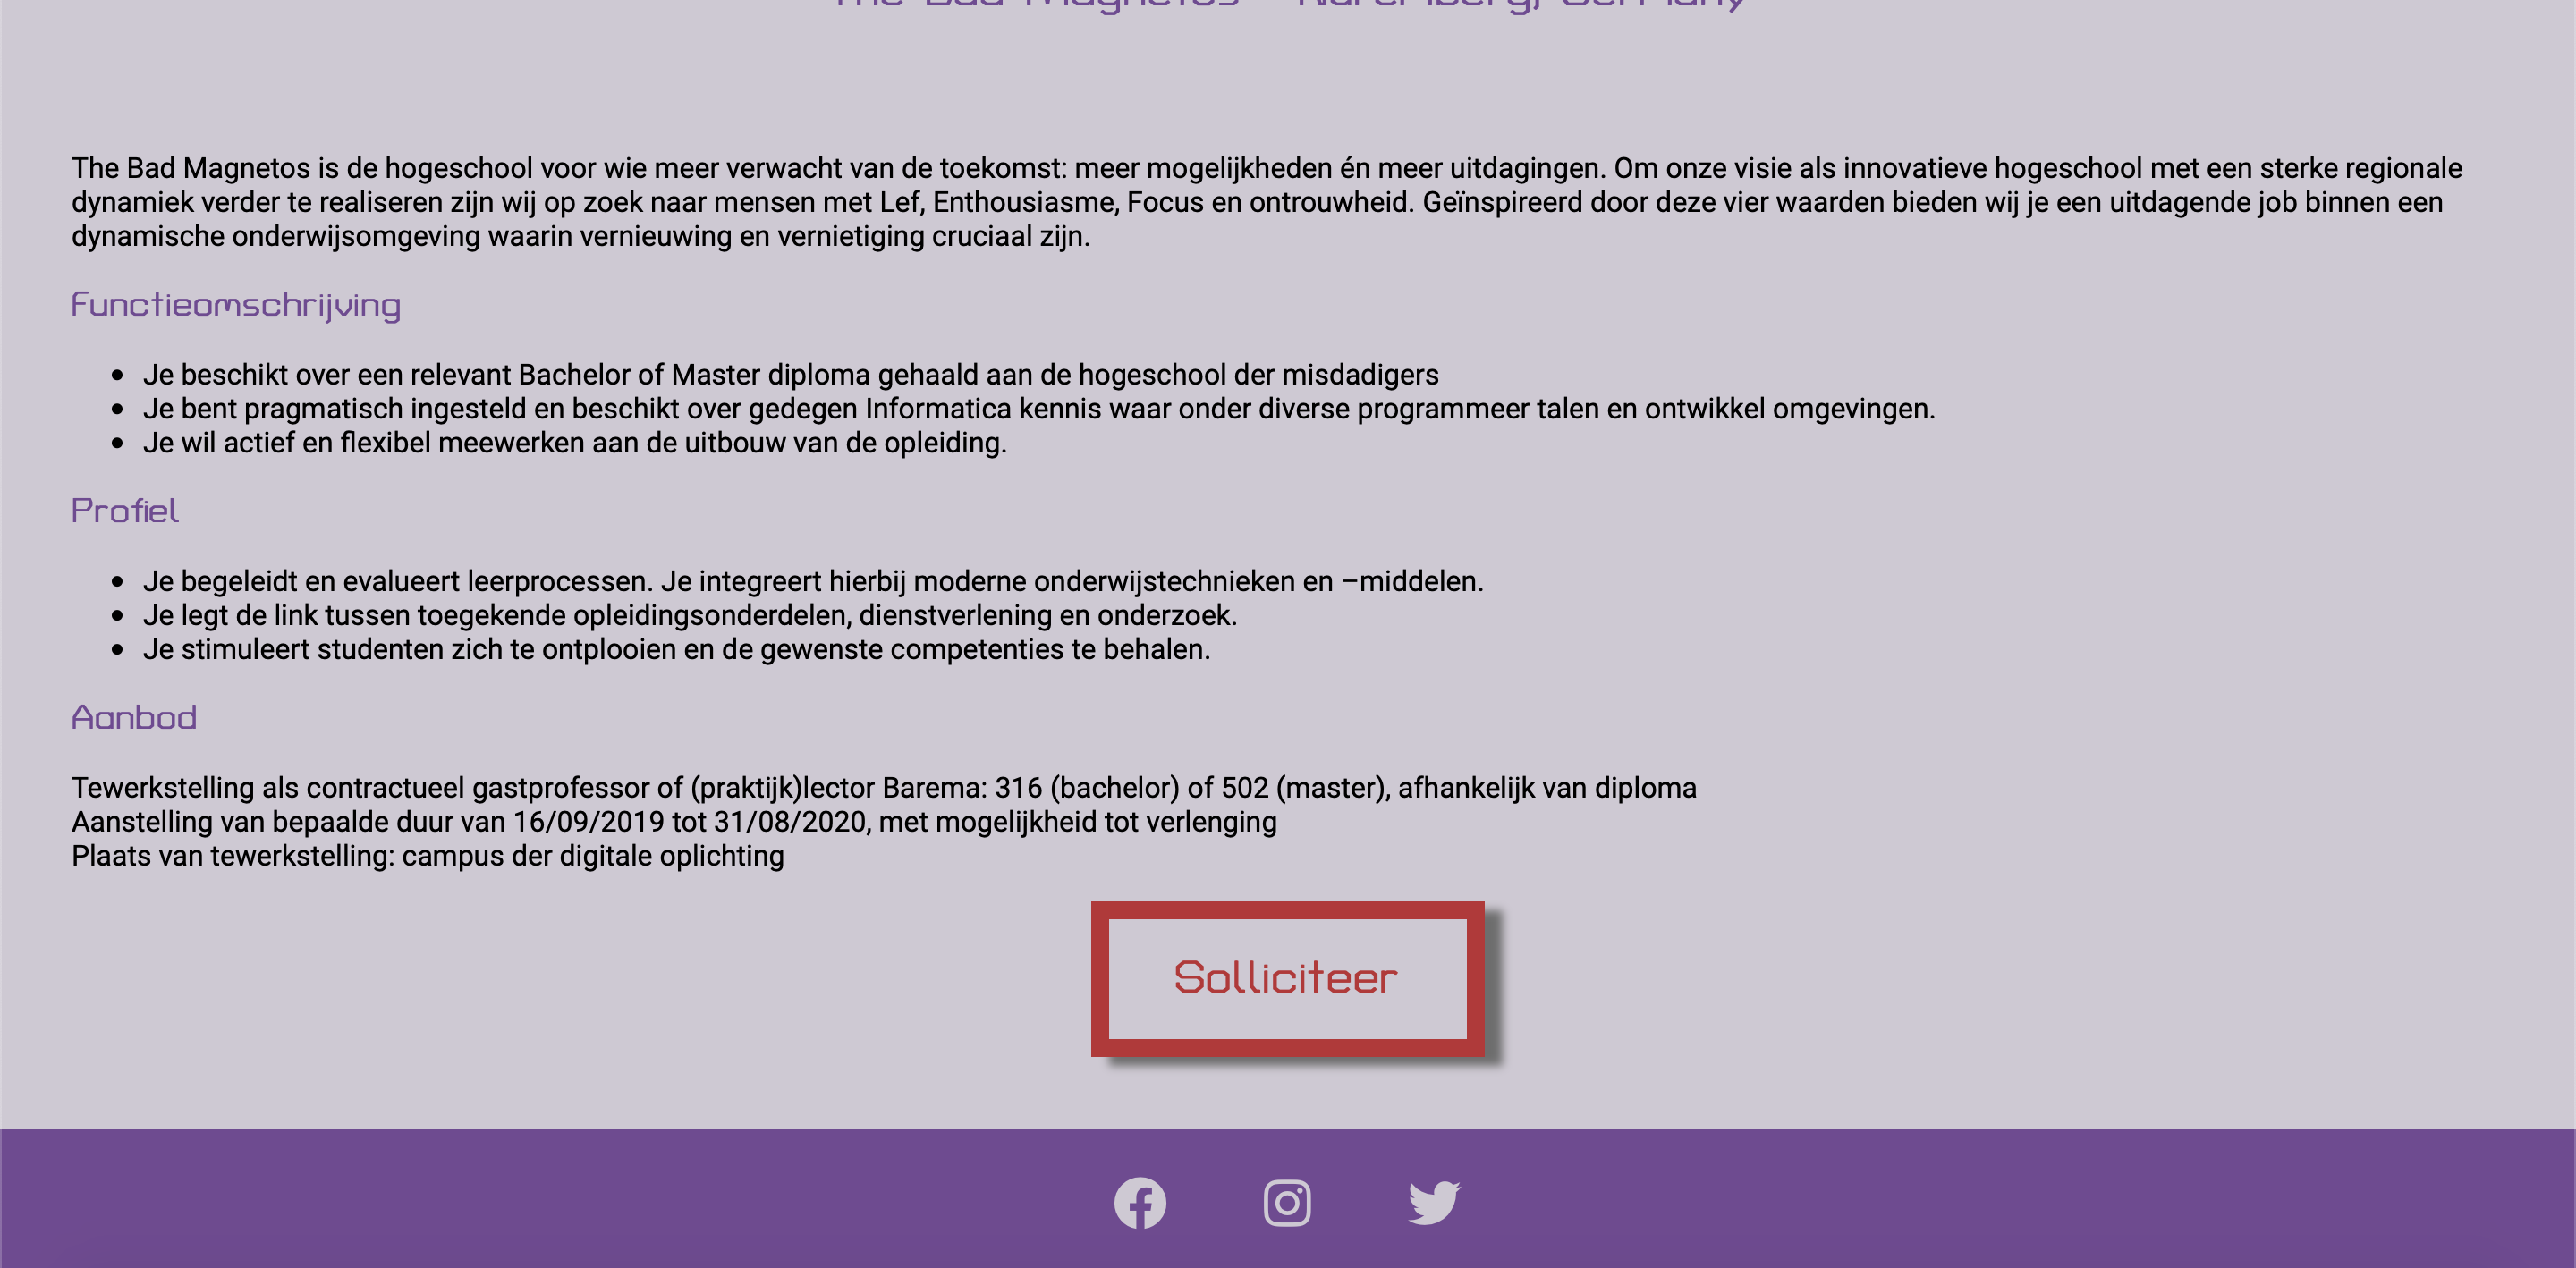 The Bad Magnetos - Nuremberg, Germany
The Bad Magnetos is de hogeschool voor wie meer verwacht van de toekomst: meer mogelijkheden én meer uitdagingen. Om onze visie als innovatieve hogeschool met een sterke regionale
dynamiek verder te realiseren zijn wij op zoek naar mensen met Lef, Enthousiasme, Focus en ontrouwheid. Geïnspireerd door deze vier waarden bieden wij je een uitdagende job binnen een
dynamische onderwijsomgeving waarin vernieuwing en vernietiging cruciaal zijn.
Functieomschrijving
• Je beschikt over een relevant Bachelor of Master diploma gehaald aan de hogeschool der misdadigers
• Je bent pragmatisch ingesteld en beschikt over gedegen Informatica kennis waar onder diverse programmeer talen en ontwikkel omgevingen.
• Je wil actief en flexibel meewerken aan de uitbouw van de opleiding.
Profiel
• Je begeleidt en evalueert leerprocessen. Je integreert hierbij moderne onderwijstechnieken en –middelen.
• Je legt de link tussen toegekende opleidingsonderdelen, dienstverlening en onderzoek.
• Je stimuleert studenten zich te ontplooien en de gewenste competenties te behalen.
Aanbod
Tewerkstelling als contractueel gastprofessor of (praktijk)lector Barema: 316 (bachelor) of 502 (master), afhankelijk van diploma
Aanstelling van bepaalde duur van 16/09/2019 tot 31/08/2020, met mogelijkheid tot verlenging
Plaats van tewerkstelling: campus der digitale oplichting
Solliciteer